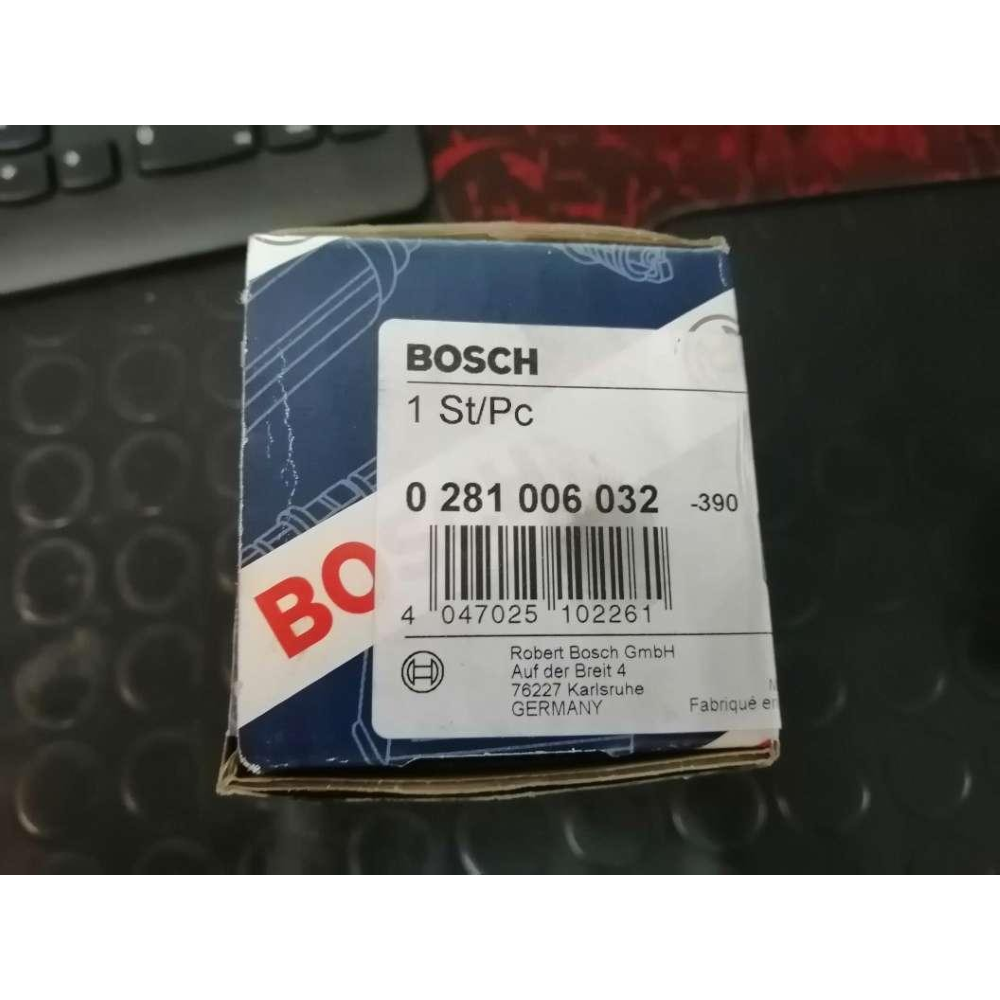 BOSCH
1 St/Pc
0 281 006 032 -390
4 047025 102261
BO
Robert Bosch GmbH
Auf der Breit 4
76227 Karlsruhe
GERMANY
Fabriqué en